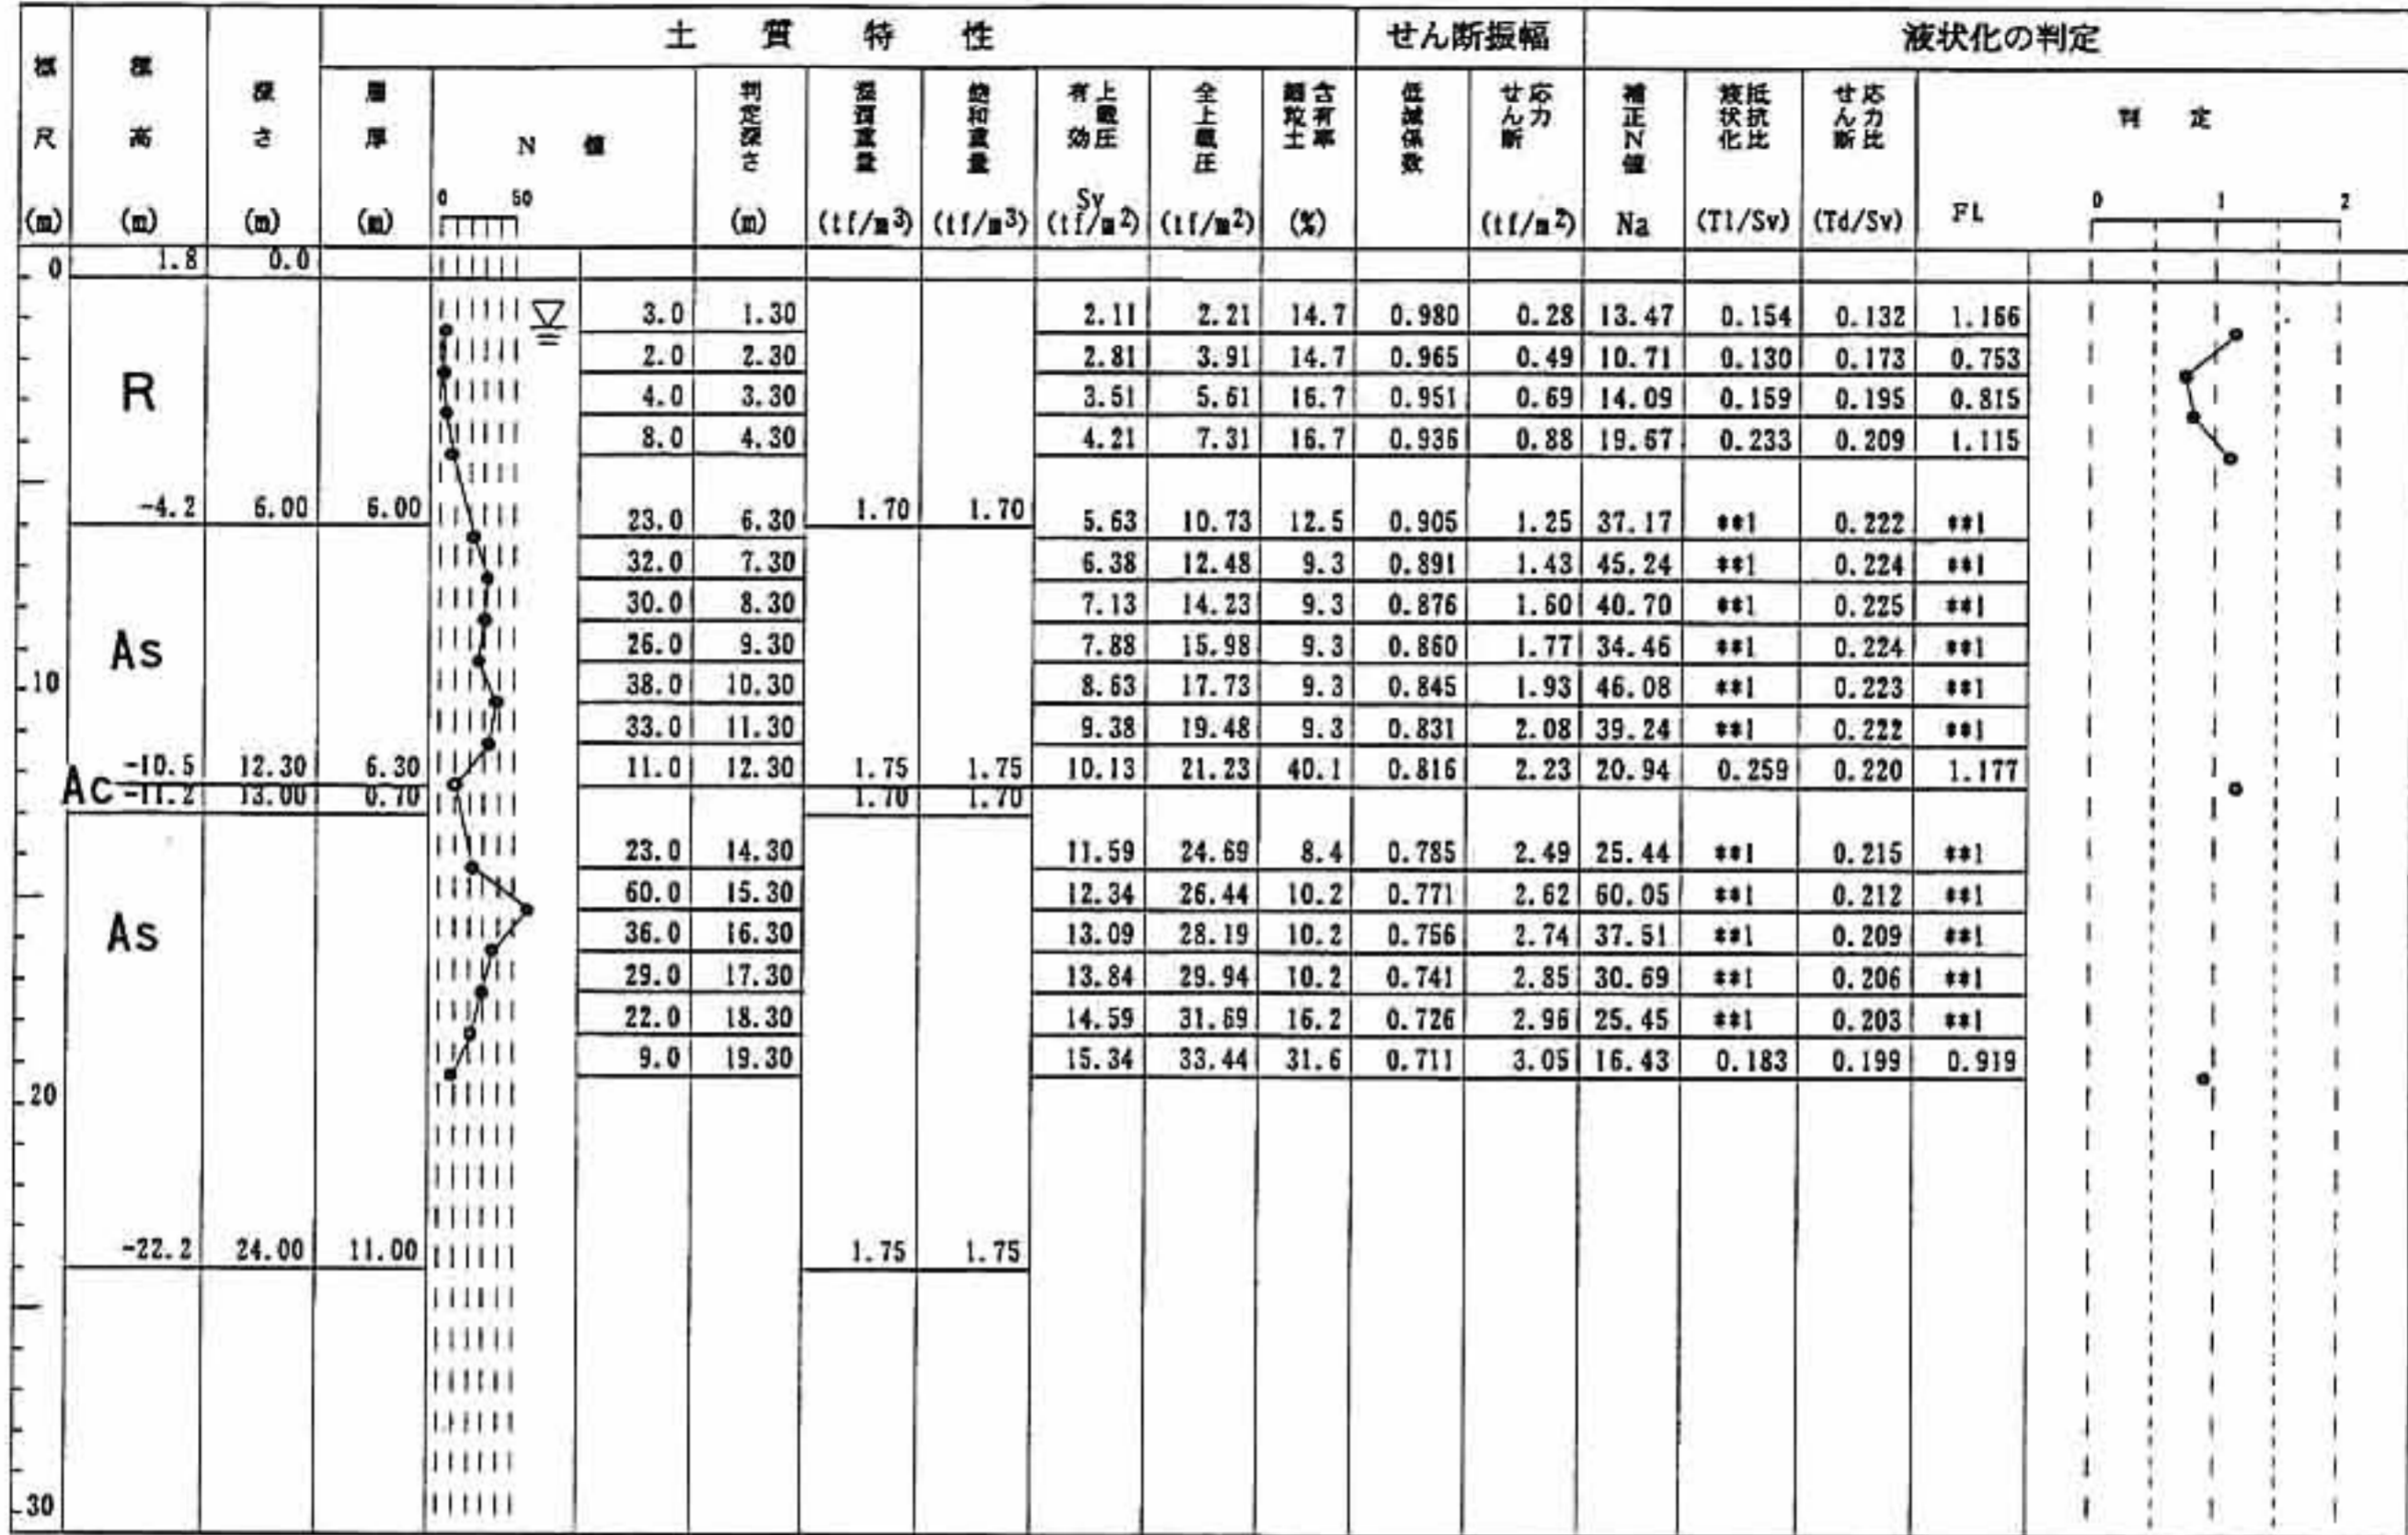 土質特性 せん断振幅 液状化の判定
標尺 (m) 標高 (m) 深さ (m) 層厚 (m) N値 0 50 判定深さ (m) 湿潤重量 (tf/m3) 飽和重量 (tf/m3) 有効上載圧 Sv (tf/m2) 全上載圧 (tf/m2) 細粒土含有率 (%) 低減係数 せん断応力 (tf/m2) 補正N値 Na 液状化抵抗比 (Tl/Sv) せん断応力比 (Td/Sv) FL 判定 0 1 2
0 1.8 0.0
3.0 1.30 2.11 2.21 14.7 0.980 0.28 13.47 0.154 0.132 1.166
2.0 2.30 2.81 3.91 14.7 0.965 0.49 10.71 0.130 0.173 0.753
R 4.0 3.30 3.51 5.61 16.7 0.951 0.69 14.09 0.159 0.195 0.815
8.0 4.30 4.21 7.31 16.7 0.936 0.88 19.67 0.233 0.209 1.115
-4.2 6.00 6.00 23.0 6.30 1.70 1.70 5.63 10.73 12.5 0.905 1.25 37.17 **1 0.222 **1
32.0 7.30 6.38 12.48 9.3 0.891 1.43 45.24 **1 0.224 **1
30.0 8.30 7.13 14.23 9.3 0.876 1.60 40.70 **1 0.225 **1
As 26.0 9.30 7.88 15.98 9.3 0.860 1.77 34.46 **1 0.224 **1
10 38.0 10.30 8.63 17.73 9.3 0.845 1.93 46.08 **1 0.223 **1
33.0 11.30 9.38 19.48 9.3 0.831 2.08 39.24 **1 0.222 **1
-10.5 12.30 6.30 11.0 12.30 1.75 1.75 10.13 21.23 40.1 0.816 2.23 20.94 0.259 0.220 1.177
Ac -11.2 13.00 0.70 1.70 1.70
23.0 14.30 11.59 24.69 8.4 0.785 2.49 25.44 **1 0.215 **1
60.0 15.30 12.34 26.44 10.2 0.771 2.62 60.05 **1 0.212 **1
As 36.0 16.30 13.09 28.19 10.2 0.756 2.74 37.51 **1 0.209 **1
29.0 17.30 13.84 29.94 10.2 0.741 2.85 30.69 **1 0.206 **1
22.0 18.30 14.59 31.69 16.2 0.726 2.96 25.45 **1 0.203 **1
9.0 19.30 15.34 33.44 31.6 0.711 3.05 16.43 0.183 0.199 0.919
20
-22.2 24.00 11.00 1.75 1.75
30